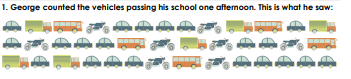 1. George counted the vehicles passing his school one afternoon. This is what he saw: